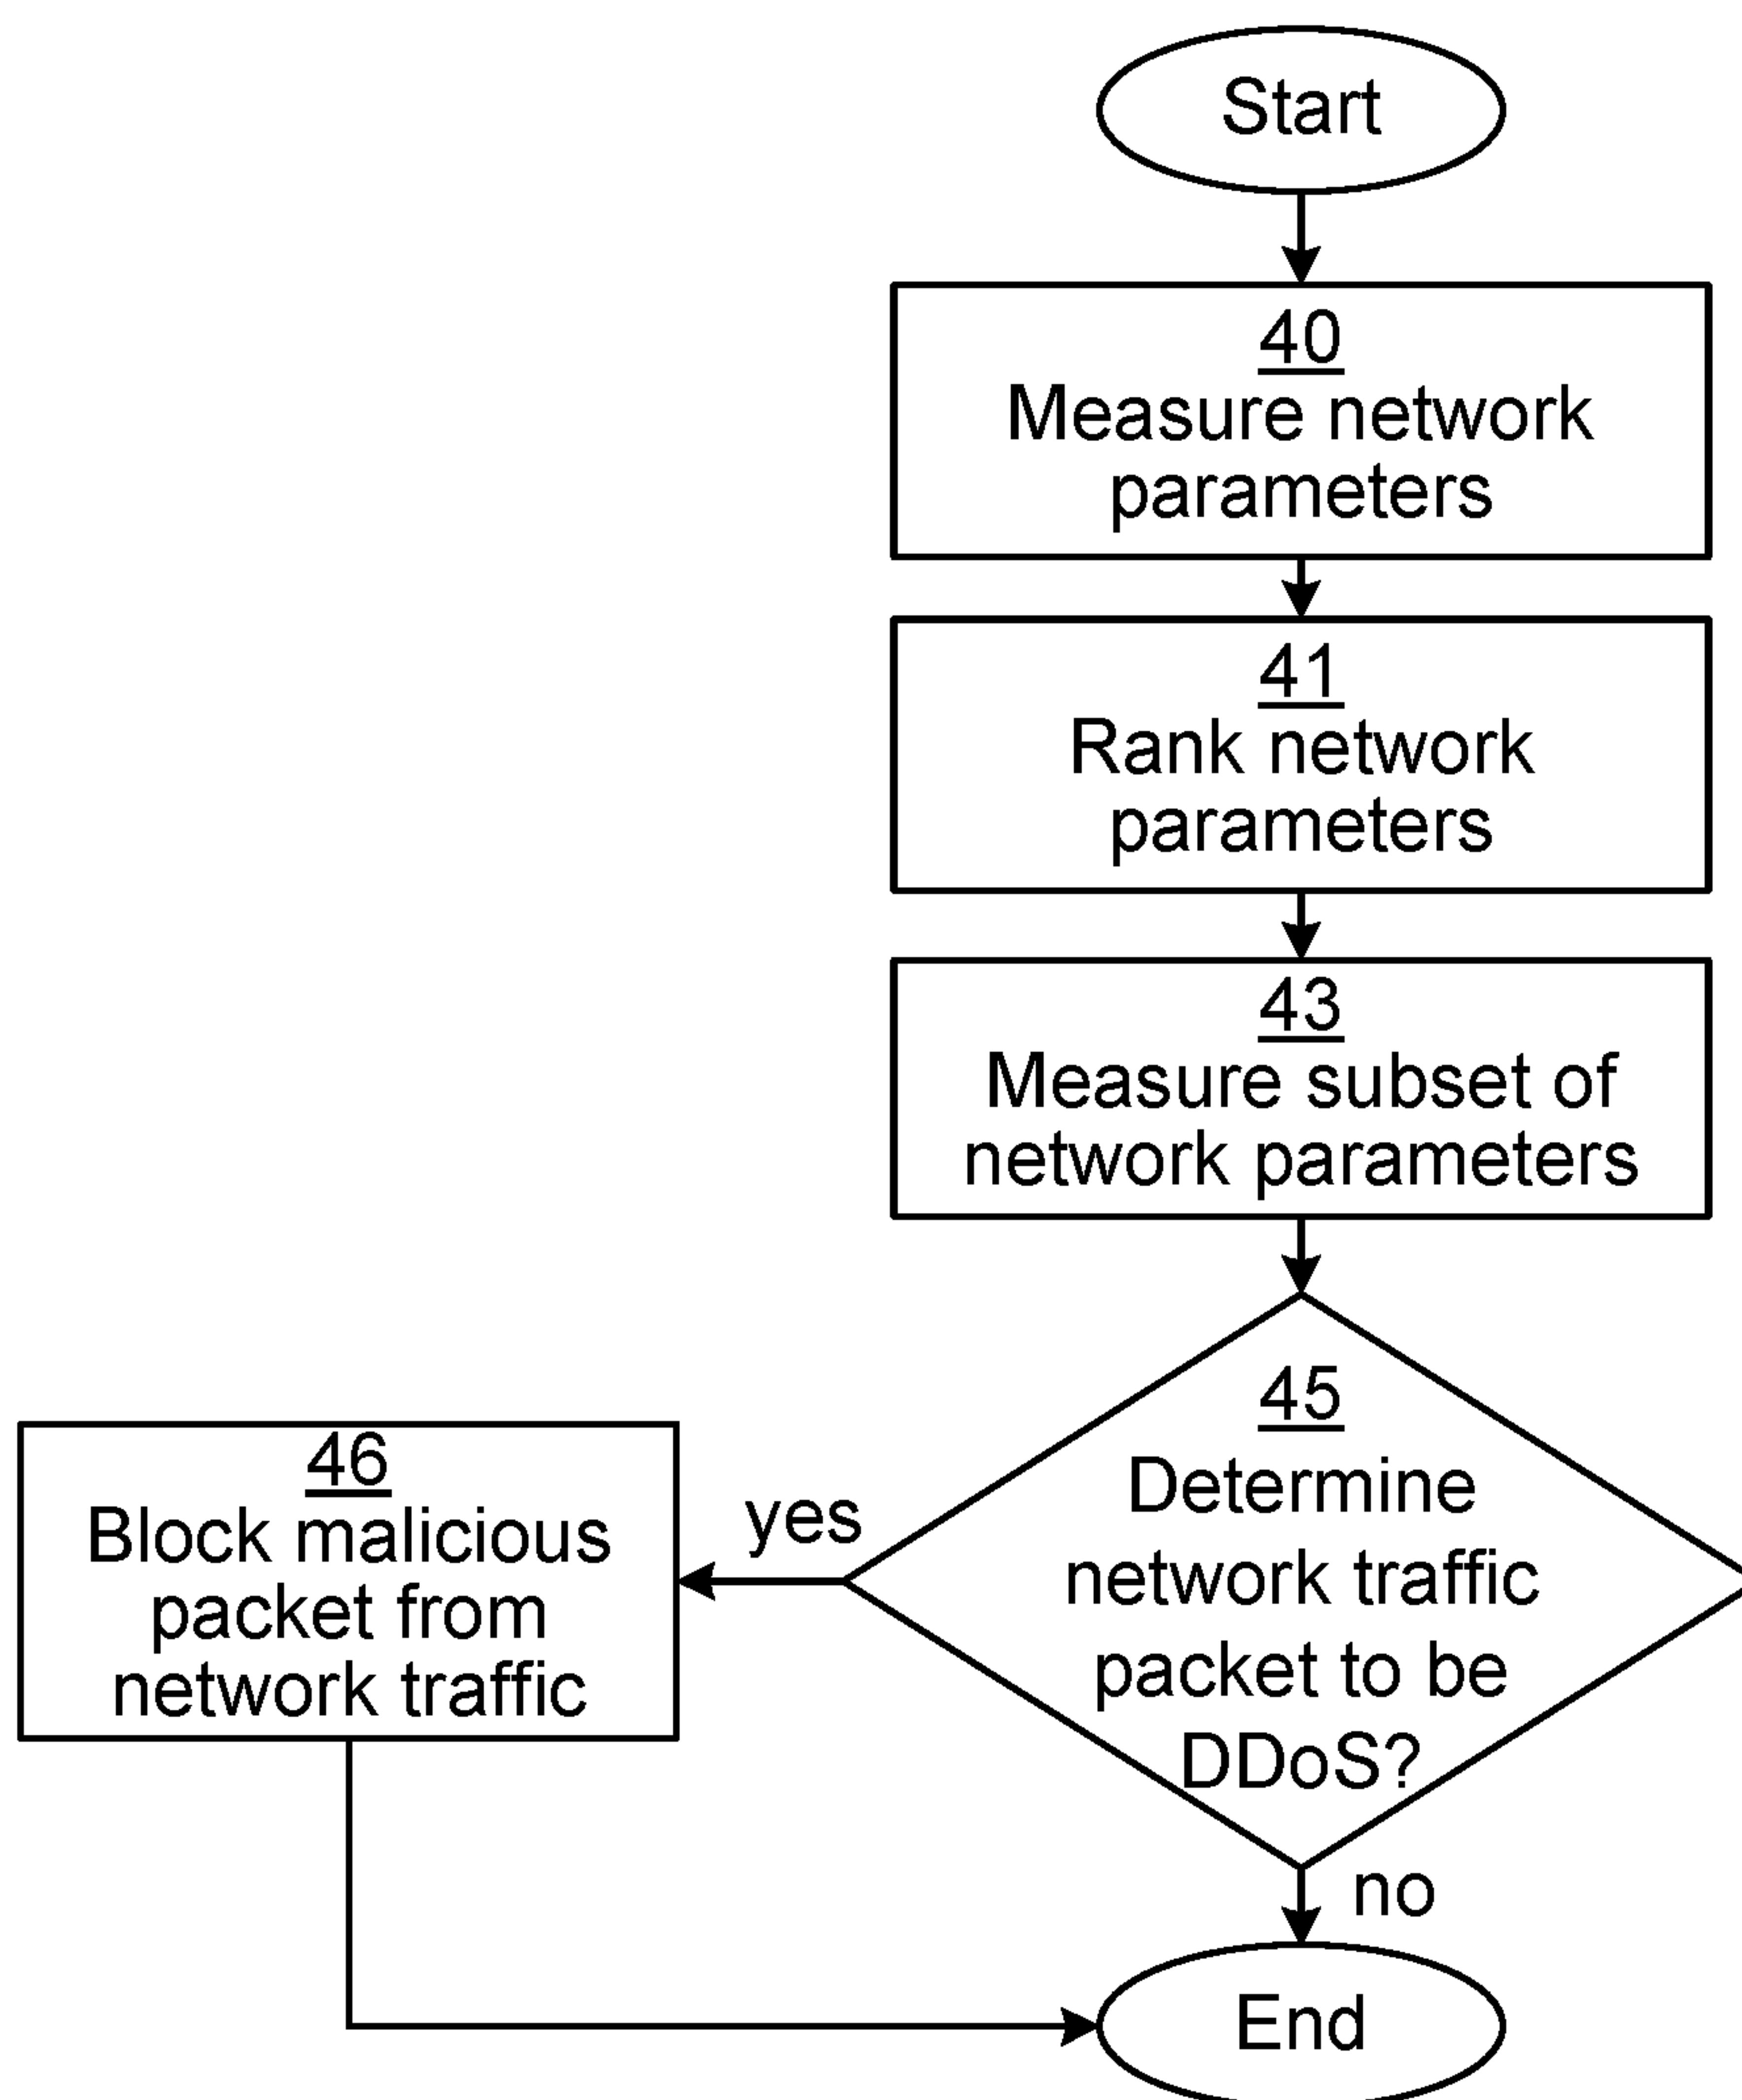 Start
40
Measure network
parameters
41
Rank network
parameters
43
Measure subset of
network parameters
45
Determine
network traffic
packet to be
DDoS?
yes
46
Block malicious
packet from
network traffic
no
End